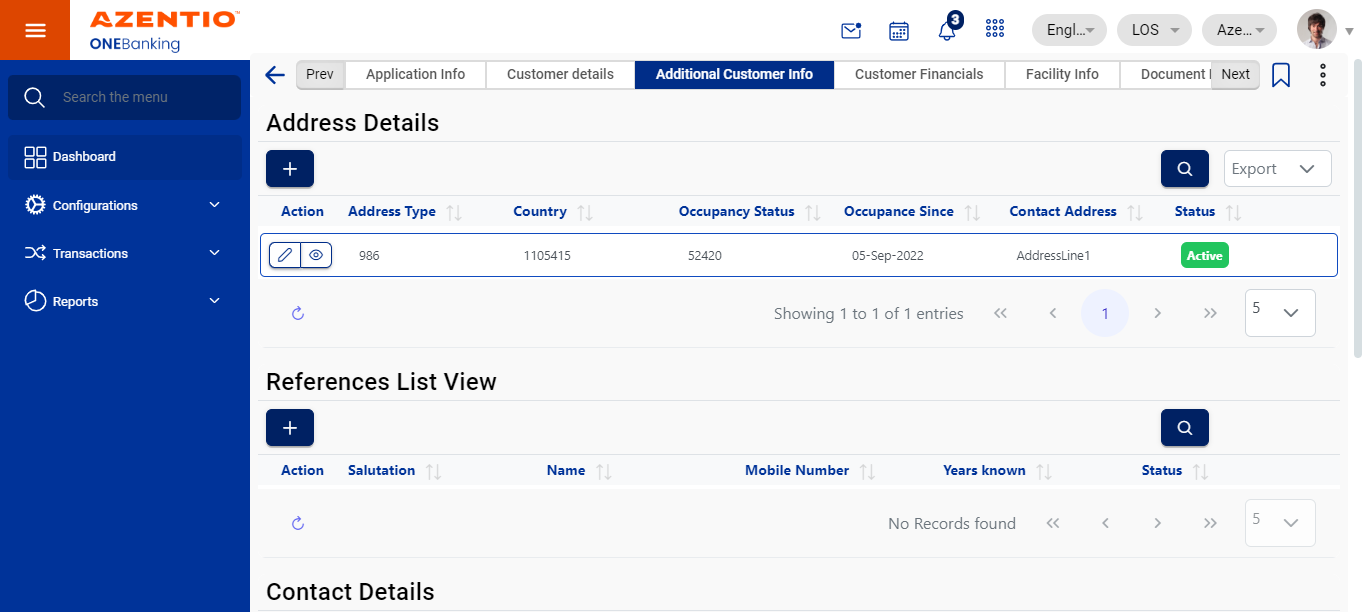 AZENTIO™
ONEBanking
3
Engl...
LOS
Aze...
Search the menu
Dashboard
Configurations
Transactions
Reports
Prev
Application Info
Customer details
Additional Customer Info
Customer Financials
Facility Info
Document
Next
Address Details
Export
Action Address Type Country Occupancy Status Occupance Since Contact Address Status
986 1105415 52420 05-Sep-2022 AddressLine1 Active
Showing 1 to 1 of 1 entries 1 5
References List View
Action Salutation Name Mobile Number Years known Status
No Records found 5
Contact Details